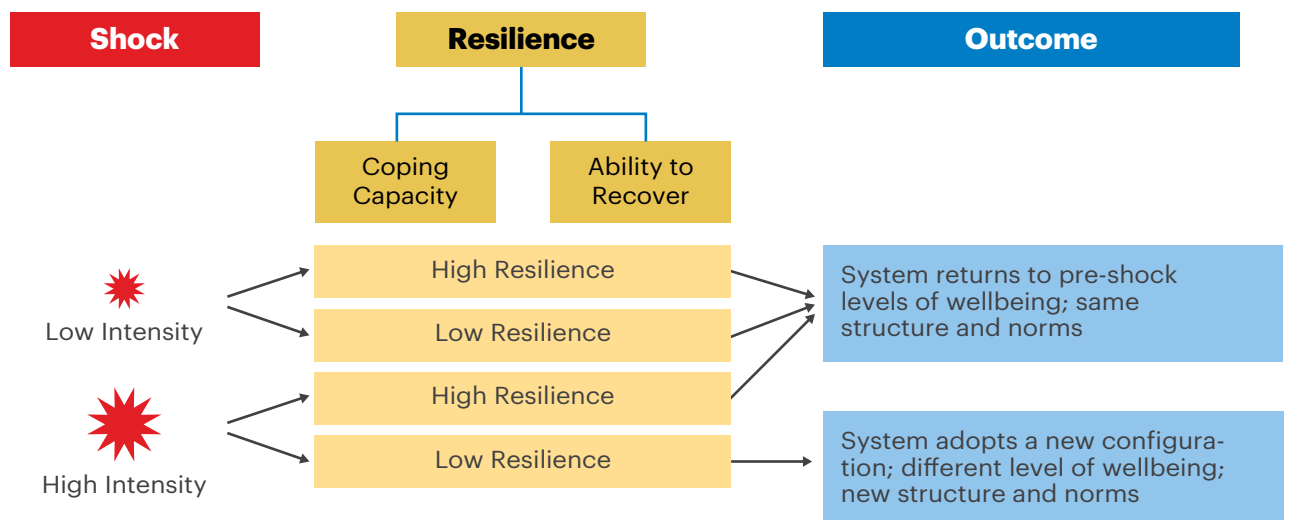 Shock
Resilience
Outcome
Coping
Capacity
Ability to
Recover
Low Intensity
High Intensity
High Resilience
Low Resilience
High Resilience
Low Resilience
System returns to pre-shock
levels of wellbeing; same
structure and norms
System adopts a new configura-
tion; different level of wellbeing;
new structure and norms